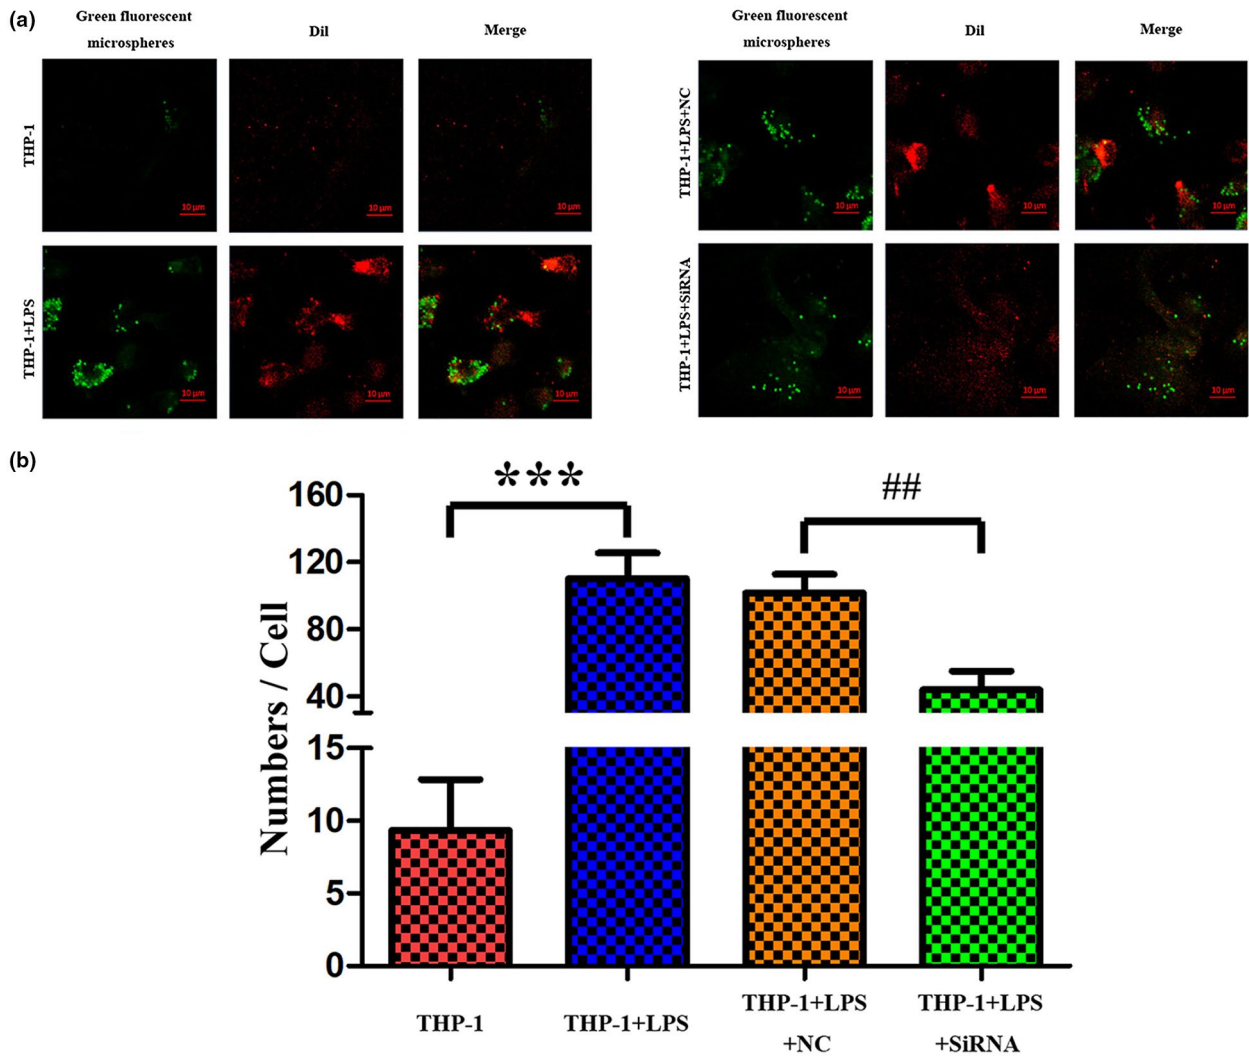 (a)
Green fluorescent
microspheres
Dil
Merge
Green fluorescent
microspheres
Dil
Merge
THP-1
10 μm
10 μm
10 μm
THP-1+LPS+NC
10 μm
10 μm
10 μm
THP-1+LPS
10 μm
10 μm
10 μm
THP-1+LPS+SiRNA
10 μm
10 μm
10 μm
(b)
***
##
160
120
80
40
15
10
5
0
Numbers / Cell
THP-1
THP-1+LPS
THP-1+LPS
+NC
THP-1+LPS
+SiRNA